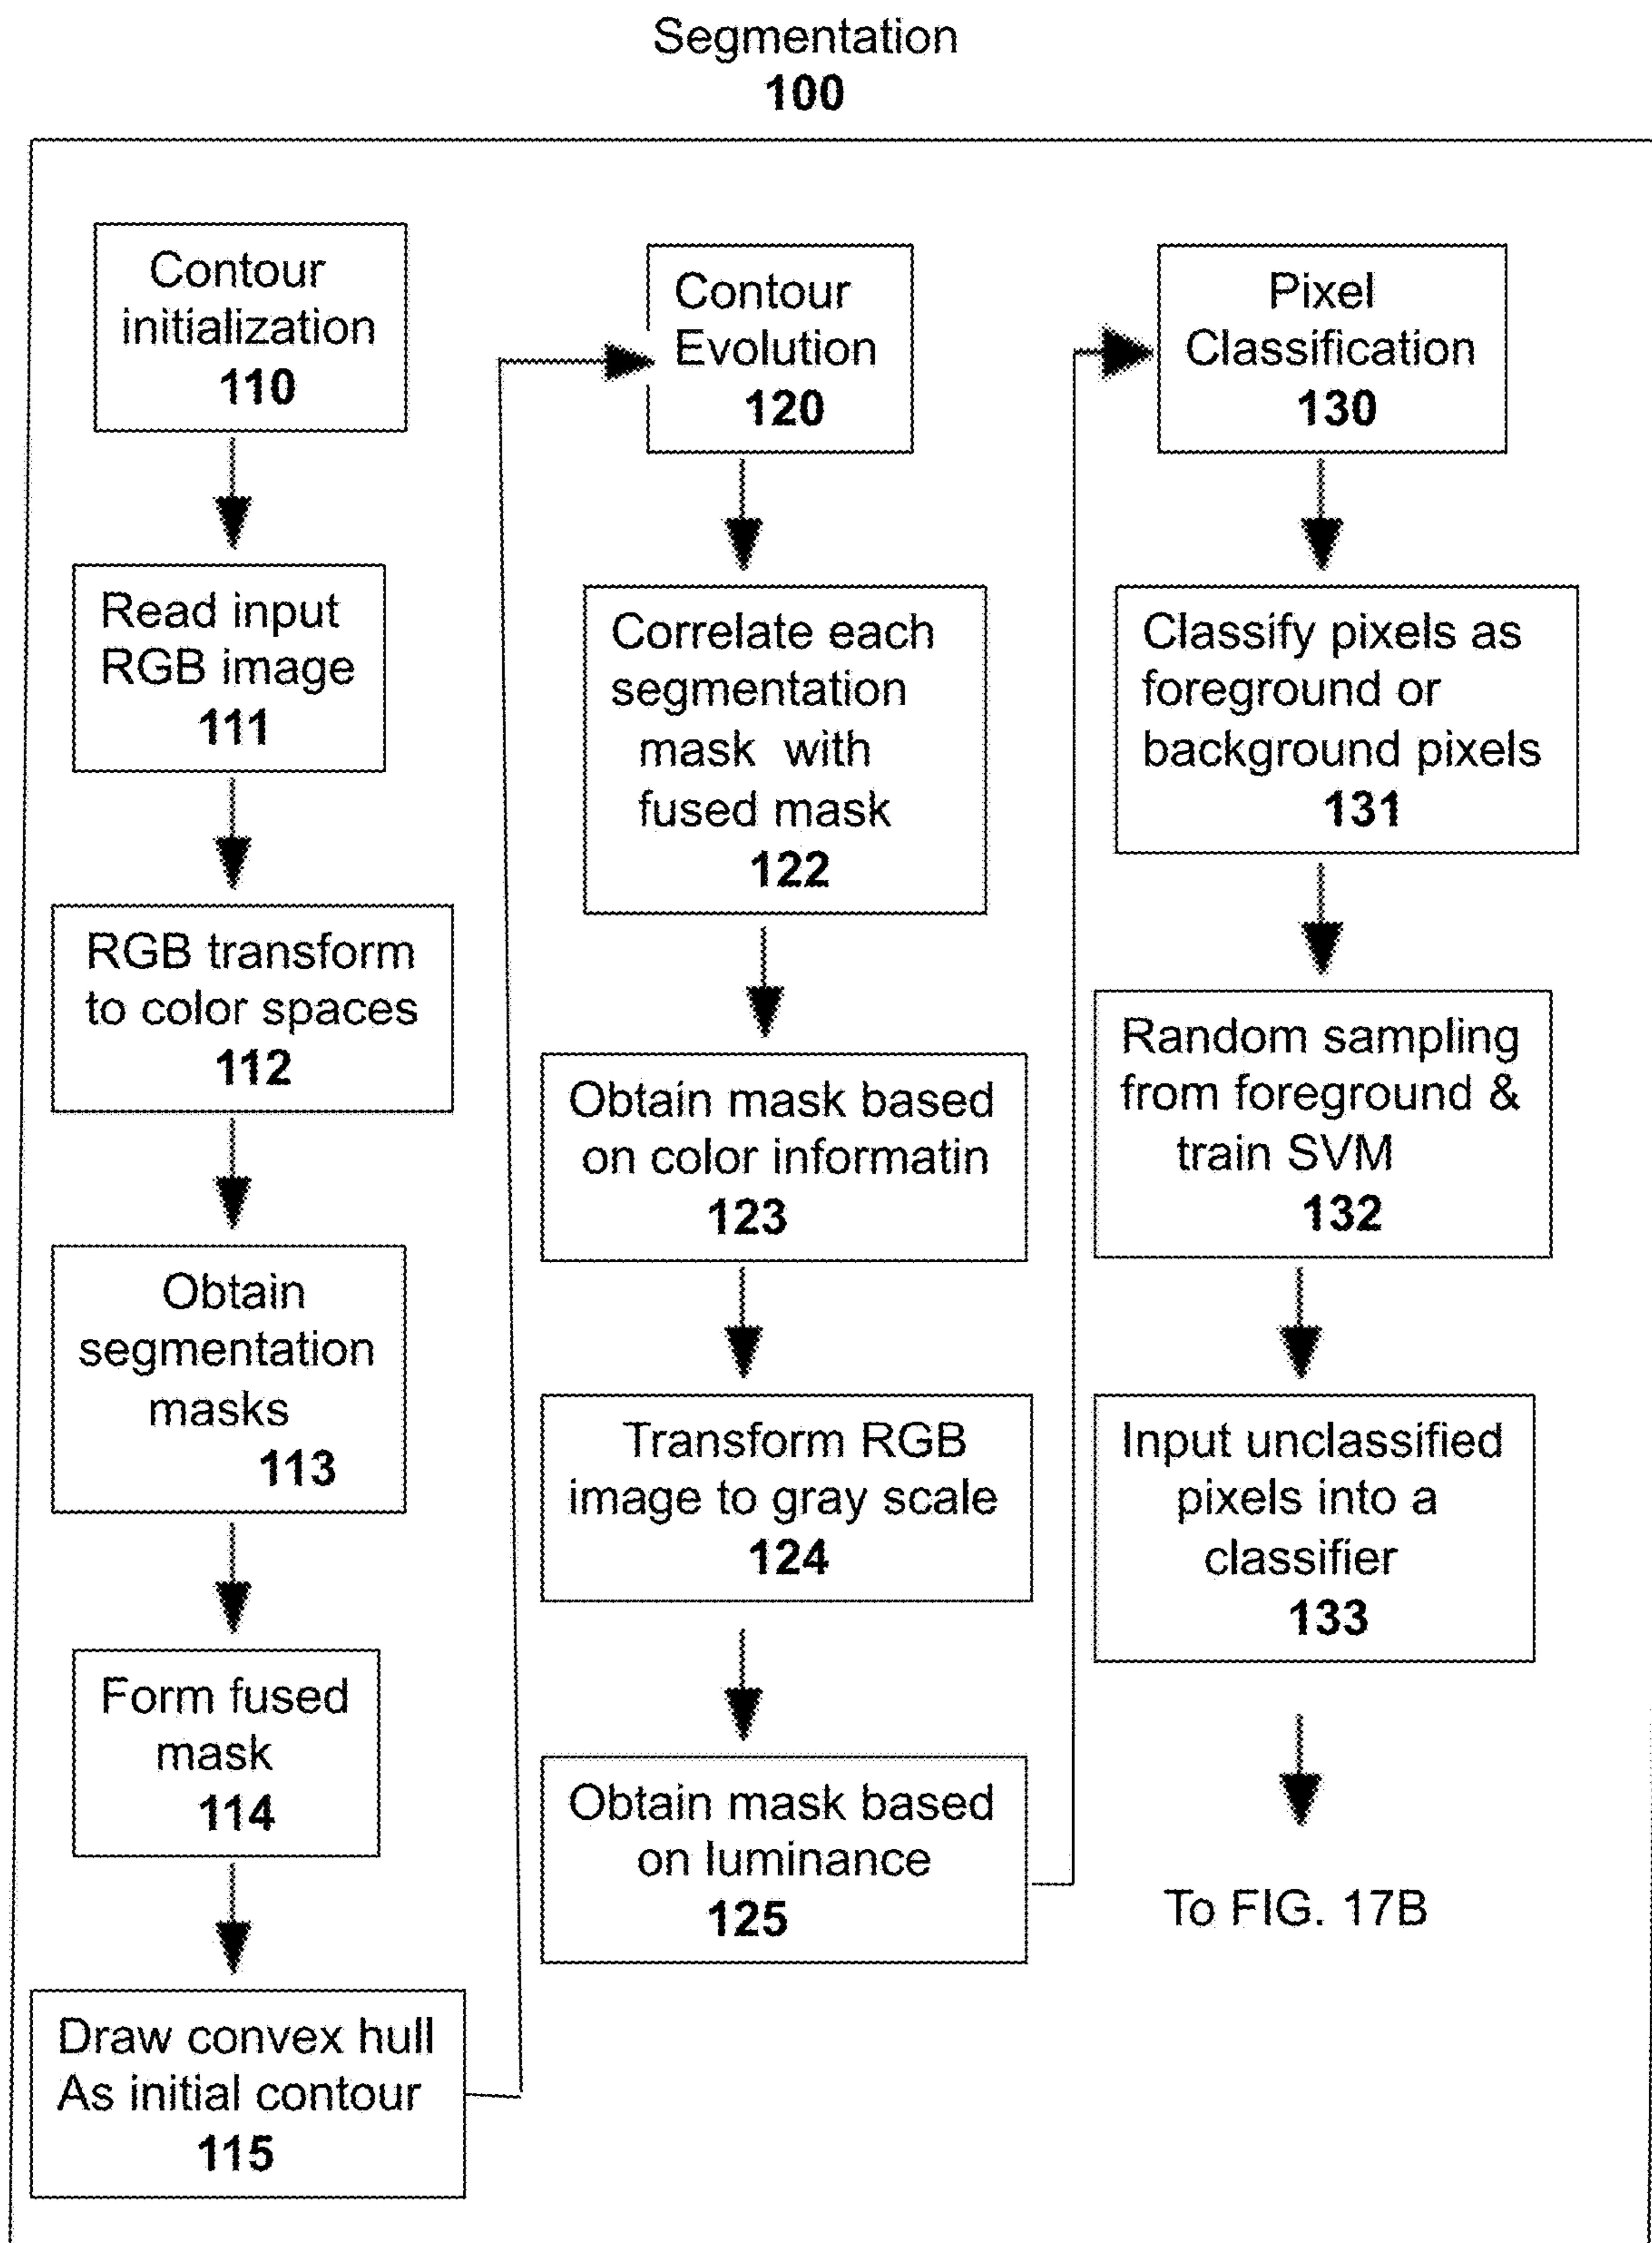 Segmentation
100
Contour
initialization
110
Read input
RGB image
111
RGB transform
to color spaces
112
Obtain
segmentation
masks
113
Form fused
mask
114
Draw convex hull
As initial contour
115
Contour
Evolution
120
Correlate each
segmentation
mask with
fused mask
122
Obtain mask based
on color informatin
123
Transform RGB
image to gray scale
124
Obtain mask based
on luminance
125
Pixel
Classification
130
Classify pixels as
foreground or
background pixels
131
Random sampling
from foreground &
train SVM
132
Input unclassified
pixels into a
classifier
133
To FIG. 17B